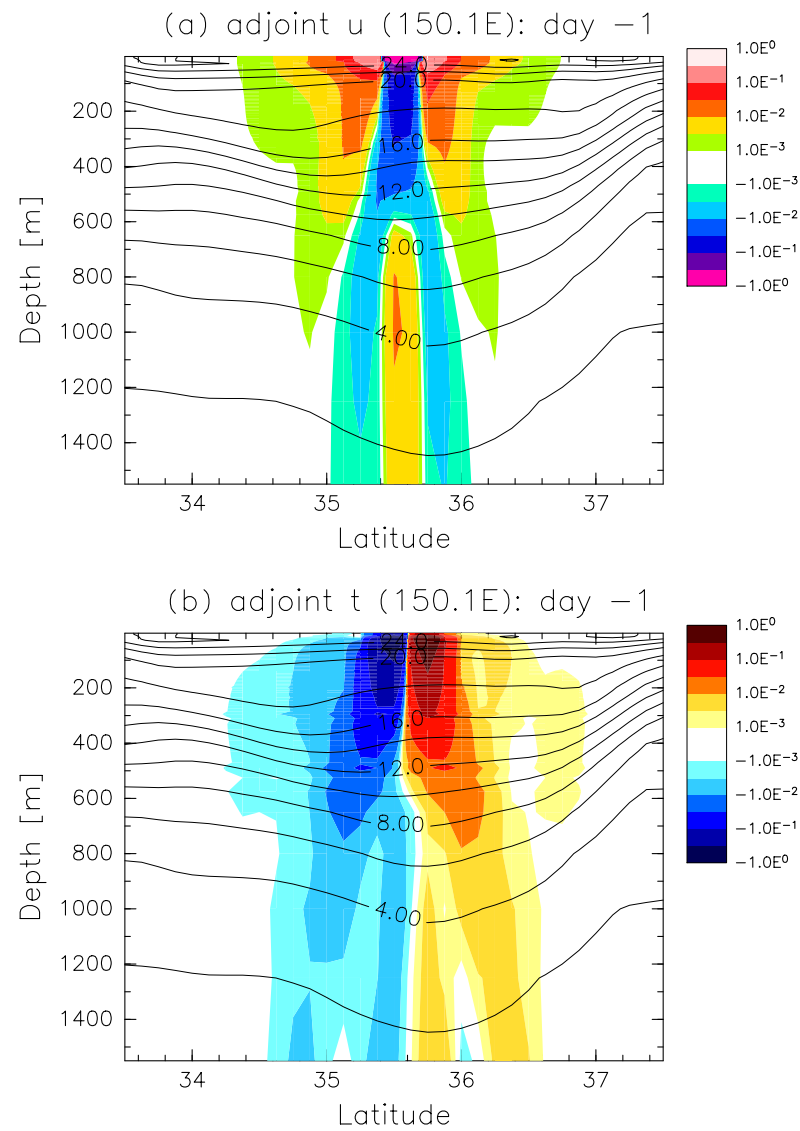 (a) adjoint u (150.1E): day −1
1.0E⁰
1.0E⁻¹
1.0E⁻²
1.0E⁻³
−1.0E⁻³
−1.0E⁻²
−1.0E⁻¹
−1.0E⁰
Depth [m]
200
400
600
800
1000
1200
1400
24.0
20.0
16.0
12.0
8.00
4.00
34
35
36
37
Latitude
(b) adjoint t (150.1E): day −1
1.0E⁰
1.0E⁻¹
1.0E⁻²
1.0E⁻³
−1.0E⁻³
−1.0E⁻²
−1.0E⁻¹
−1.0E⁰
Depth [m]
200
400
600
800
1000
1200
1400
24.0
20.0
16.0
12.0
8.00
4.00
34
35
36
37
Latitude